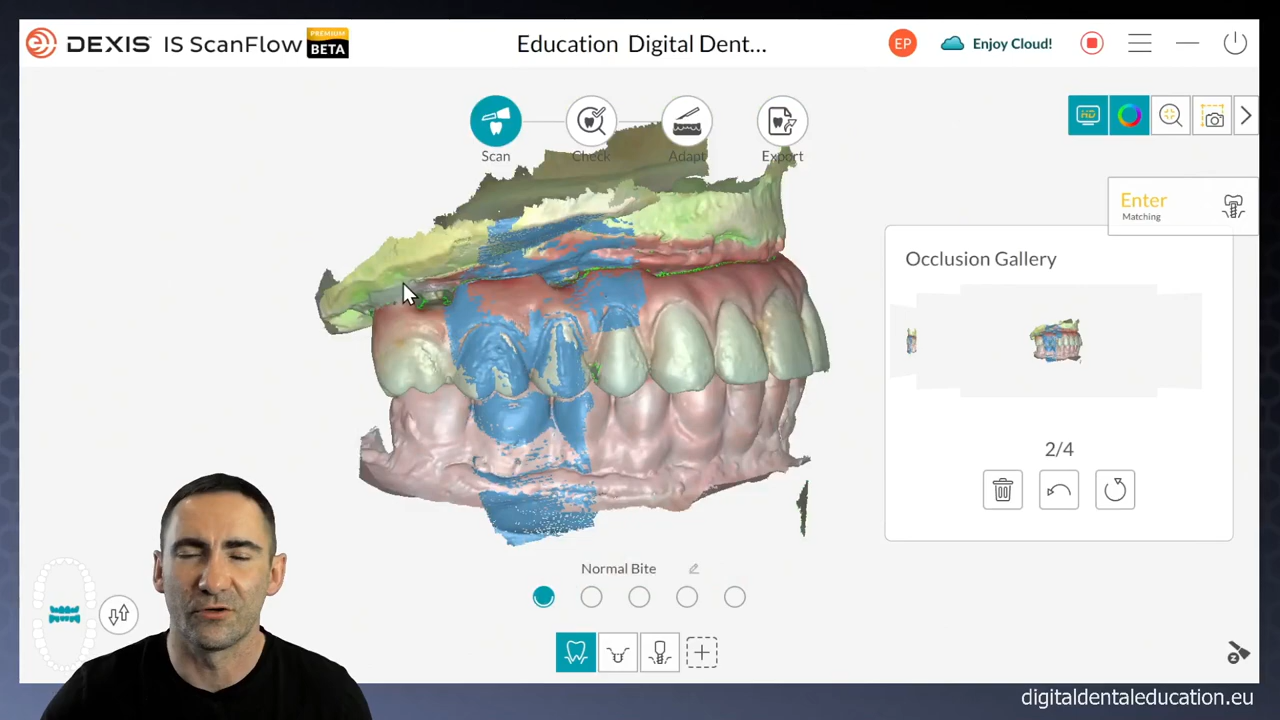 DEXIS IS ScanFlow PREMIUM BETA
Education Digital Dent...
EP
Enjoy Cloud!
Scan
Check
Adapt
Export
HD
Enter
Matching
Occlusion Gallery
2/4
Normal Bite
digitaldentaleducation.eu